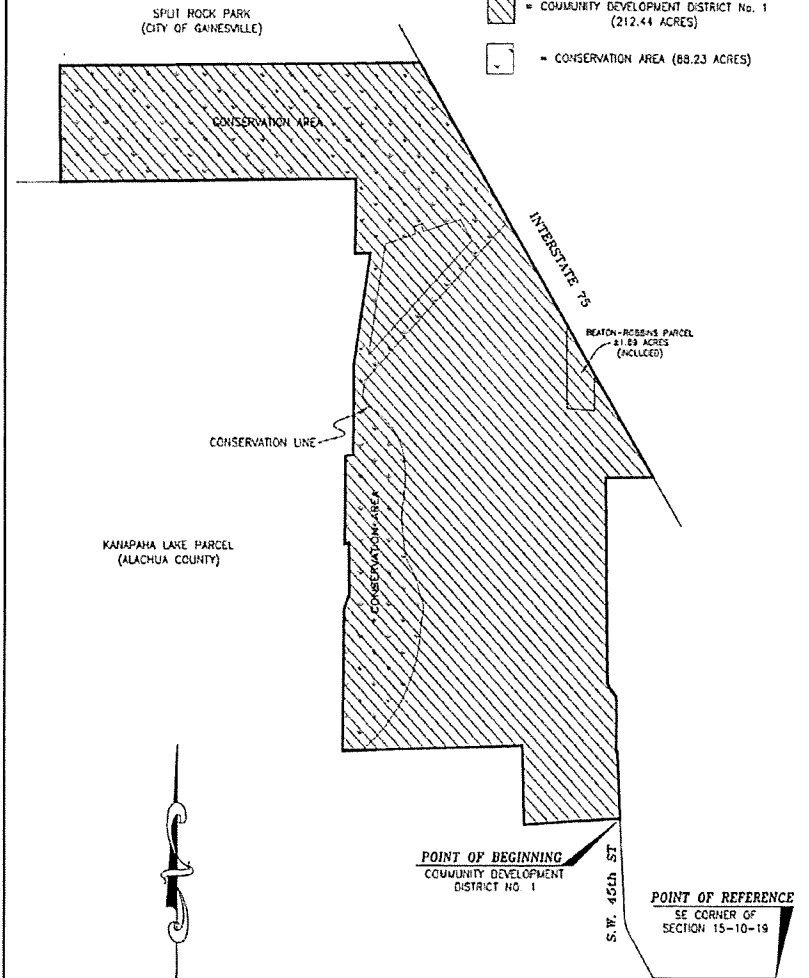 SPLIT ROCK PARK
(CITY OF GAINESVILLE)
= COMMUNITY DEVELOPMENT DISTRICT No. 1
(212.44 ACRES)
= CONSERVATION AREA (88.23 ACRES)
CONSERVATION AREA
INTERSTATE 75
BEATON-ROBBINS PARCEL
±1.89 ACRES
(INCLUDED)
CONSERVATION LINE
CONSERVATION AREA
KANAPAHA LAKE PARCEL
(ALACHUA COUNTY)
POINT OF BEGINNING
COMMUNITY DEVELOPMENT
DISTRICT NO. 1
S.W. 45th ST
POINT OF REFERENCE
SE CORNER OF
SECTION 15-10-19